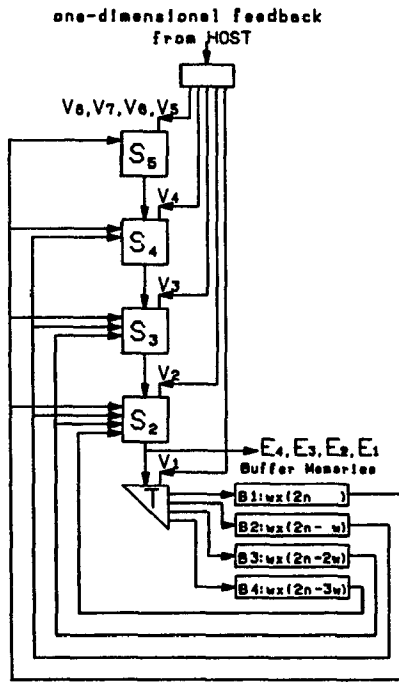 one-dimensional feedback
from HOST
V8,V7,V6,V5
S5
V4
S4
V3
S3
V2
S2
E4,E3,E2,E1
V1
Buffer Memories
T
B1:wx(2n )
B2:wx(2n- w)
B3:wx(2n-2w)
B4:wx(2n-3w)